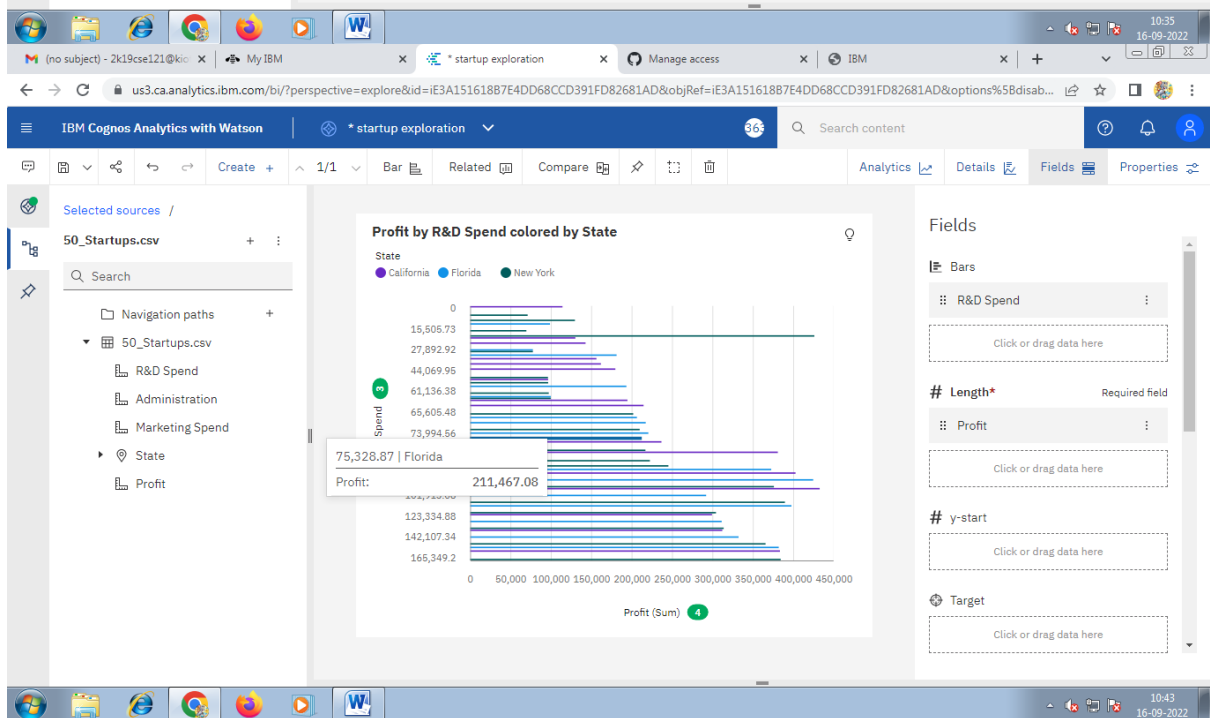 10:35
16-09-2022
(no subject) - 2k19cse121@kio
My IBM
* startup exploration
Manage access
IBM
us3.ca.analytics.ibm.com/bi/?perspective=explore&id=iE3A151618B7E4DD68CCD391FD82681AD&objRef=iE3A151618B7E4DD68CCD391FD82681AD&options%5Bdisab...
IBM Cognos Analytics with Watson
* startup exploration
363
Search content
Create +
1/1
Bar
Related
Compare
Analytics
Details
Fields
Properties
Selected sources /
50_Startups.csv
Search
Navigation paths
50_Startups.csv
R&D Spend
Administration
Marketing Spend
State
Profit
Profit by R&D Spend colored by State
State
California
Florida
New York
0
15,505.73
27,892.92
44,069.95
61,136.38
65,605.48
73,994.56
3
Spend
75,328.87 | Florida
Profit: 211,467.08
123,334.88
142,107.34
165,349.2
0 50,000 100,000 150,000 200,000 250,000 300,000 350,000 400,000 450,000
Profit (Sum) 4
Fields
Bars
R&D Spend
Click or drag data here
# Length*
Required field
Profit
Click or drag data here
# y-start
Click or drag data here
Target
Click or drag data here
10:43
16-09-2022